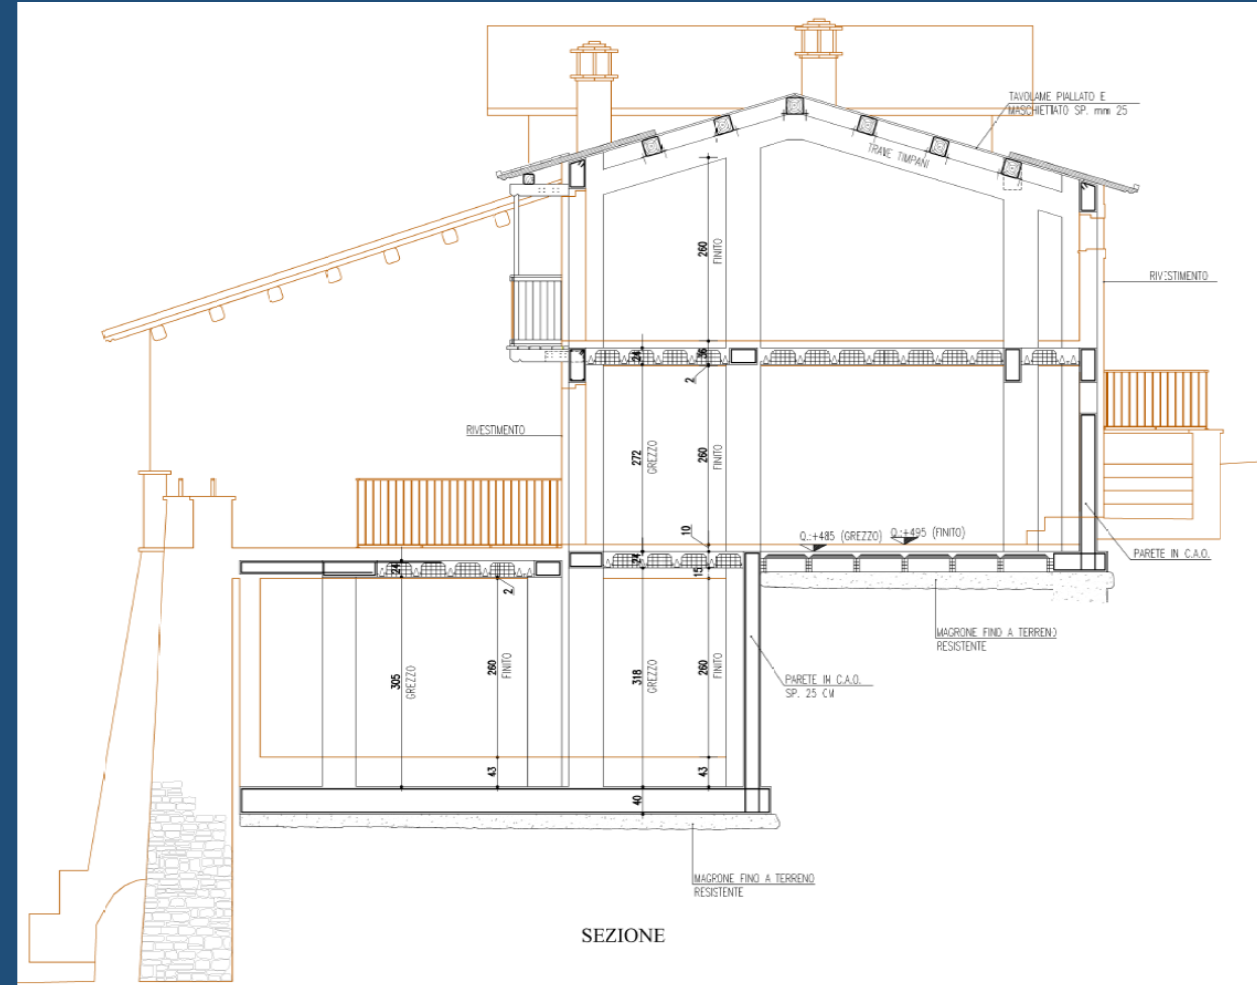 TAVOLAME PIALLATO E
MASCHIETTATO SP. mm 25
TRAVE TIMPANI
260
FINITO
RIVESTIMENTO
24
36
2
RIVESTIMENTO
272
GREZZO
260
FINITO
10
Q.:+485 (GREZZO)
Q.:+495 (FINITO)
PARETE IN C.A.O.
24
24
15
2
MAGRONE FINO A TERRENO
RESISTENTE
305
GREZZO
260
FINITO
318
GREZZO
260
FINITO
PARETE IN C.A.O.
SP. 25 CM
43
43
40
MAGRONE FINO A TERRENO
RESISTENTE
SEZIONE